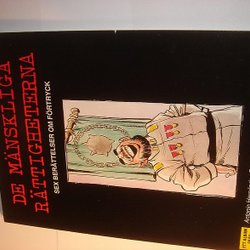 DE MÄNSKLIGA
RÄTTIGHETERNA
SEX BERÄTTELSER OM FÖRTRYCK